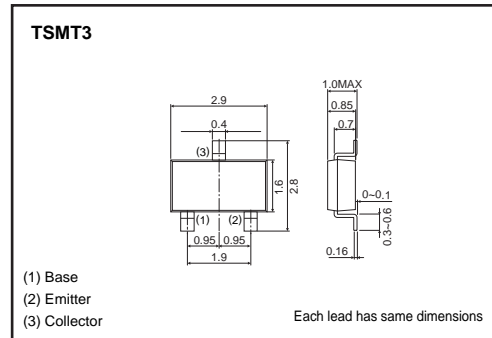 TSMT3
1.0MAX
2.9
0.85
0.4
0.7
(3)
1.6
2.8
0~0.1
(1)
(2)
0.3~0.6
0.95
0.95
0.16
1.9
(1) Base
(2) Emitter
(3) Collector
Each lead has same dimensions